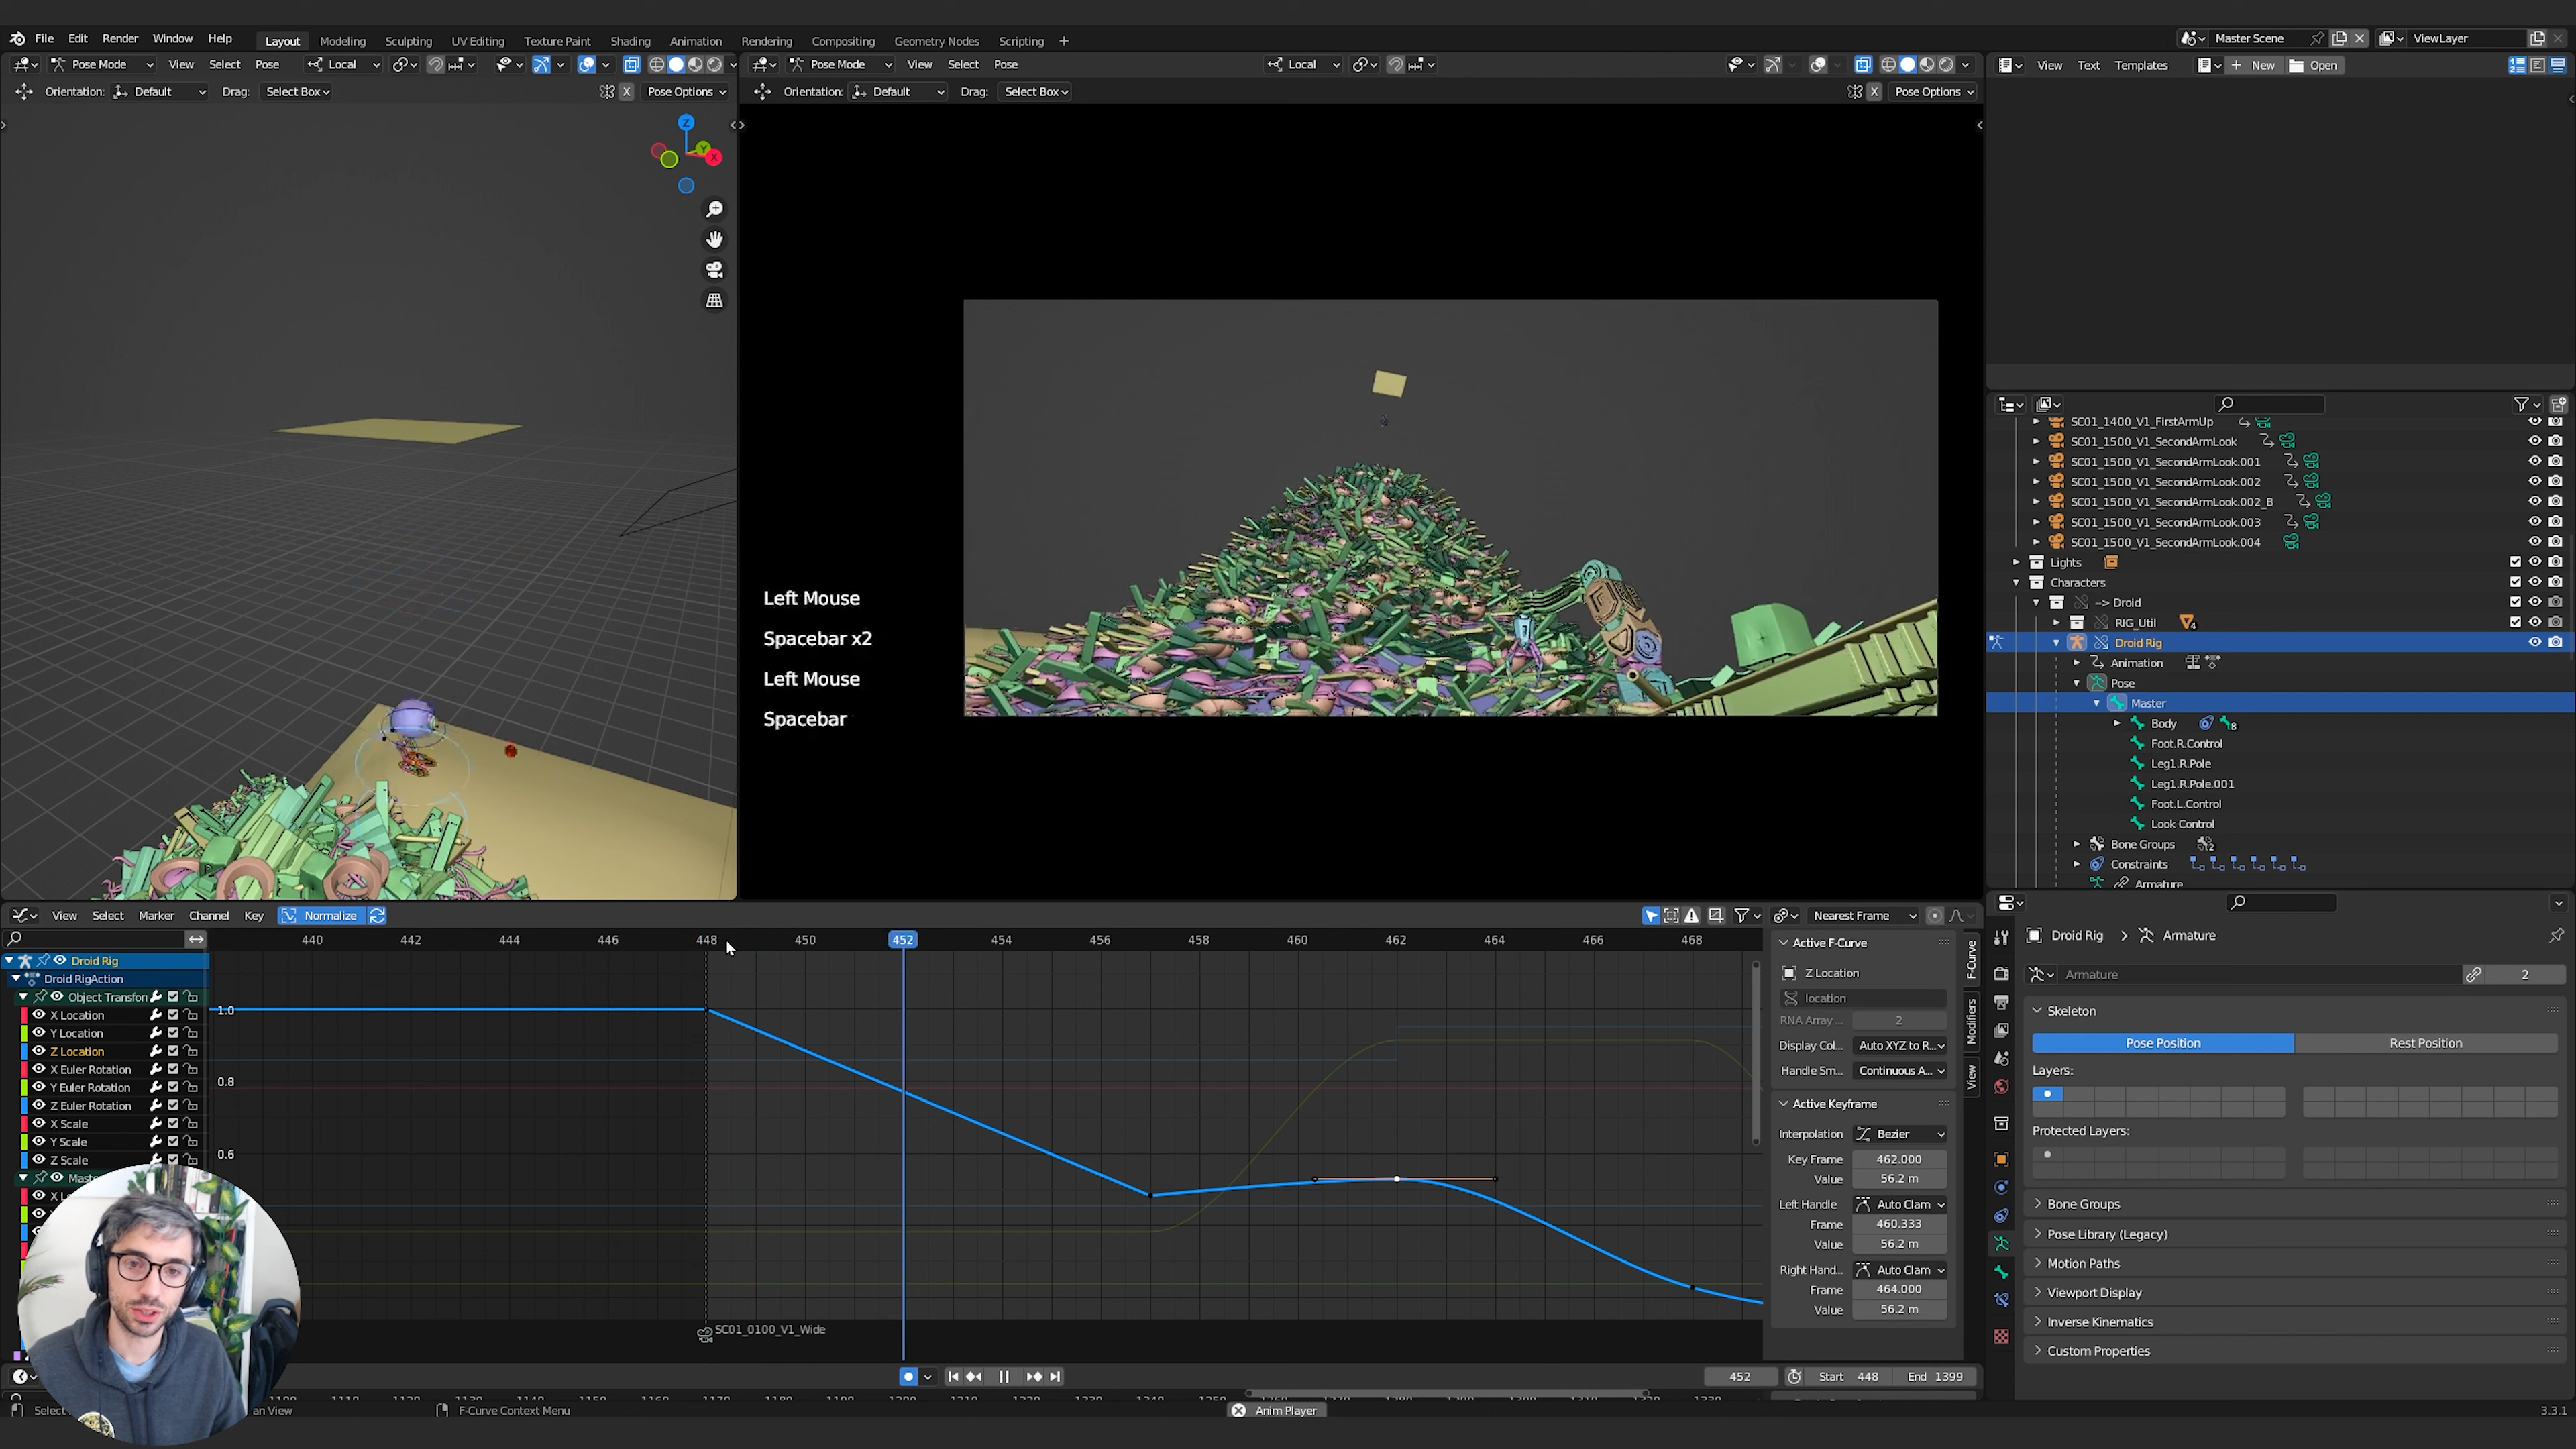 File Edit Render Window Help Layout Modeling Sculpting UV Editing Texture Paint Shading Animation Rendering Compositing Geometry Nodes Scripting + Master Scene ViewLayer
Pose Mode View Select Pose Local
Orientation: Default Drag: Select Box X Pose Options
Pose Mode View Select Pose Local
Orientation: Default Drag: Select Box X Pose Options
View Text Templates + New Open
Z
Y
X
Left Mouse
Spacebar x2
Left Mouse
Spacebar
SC01_1400_V1_FirstArmUp
SC01_1500_V1_SecondArmLook
SC01_1500_V1_SecondArmLook.001
SC01_1500_V1_SecondArmLook.002
SC01_1500_V1_SecondArmLook.002_B
SC01_1500_V1_SecondArmLook.003
SC01_1500_V1_SecondArmLook.004
Lights
Characters
-> Droid
RIG_Util 4
Droid Rig
Animation
Pose
Master
Body 8
Foot.R.Control
Leg1.R.Pole
Leg1.R.Pole.001
Foot.L.Control
Look Control
Bone Groups 2
Constraints
Armature
View Select Marker Channel Key Normalize Nearest Frame
440 442 444 446 448 450 452 454 456 458 460 462 464 466 468
Droid Rig
Droid RigAction
Object Transfor
X Location
Y Location
Z Location
X Euler Rotation
Y Euler Rotation
Z Euler Rotation
X Scale
Y Scale
Z Scale
1.0
0.8
0.6
SC01_0100_V1_Wide
Active F-Curve
Z Location
location
RNA Array ... 2
Display Col... Auto XYZ to R...
Handle Sm... Continuous A...
Active Keyframe
Interpolation Bezier
Key Frame 462.000
Value 56.2 m
Left Handle Auto Clam
Frame 460.333
Value 56.2 m
Right Hand... Auto Clam
Frame 464.000
Value 56.2 m
F-Curve
Modifiers
View
Droid Rig > Armature
Armature 2
Skeleton
Pose Position Rest Position
Layers:
Protected Layers:
Bone Groups
Pose Library (Legacy)
Motion Paths
Viewport Display
Inverse Kinematics
Custom Properties
452 Start 448 End 1399
Select an View F-Curve Context Menu Anim Player 3.3.1